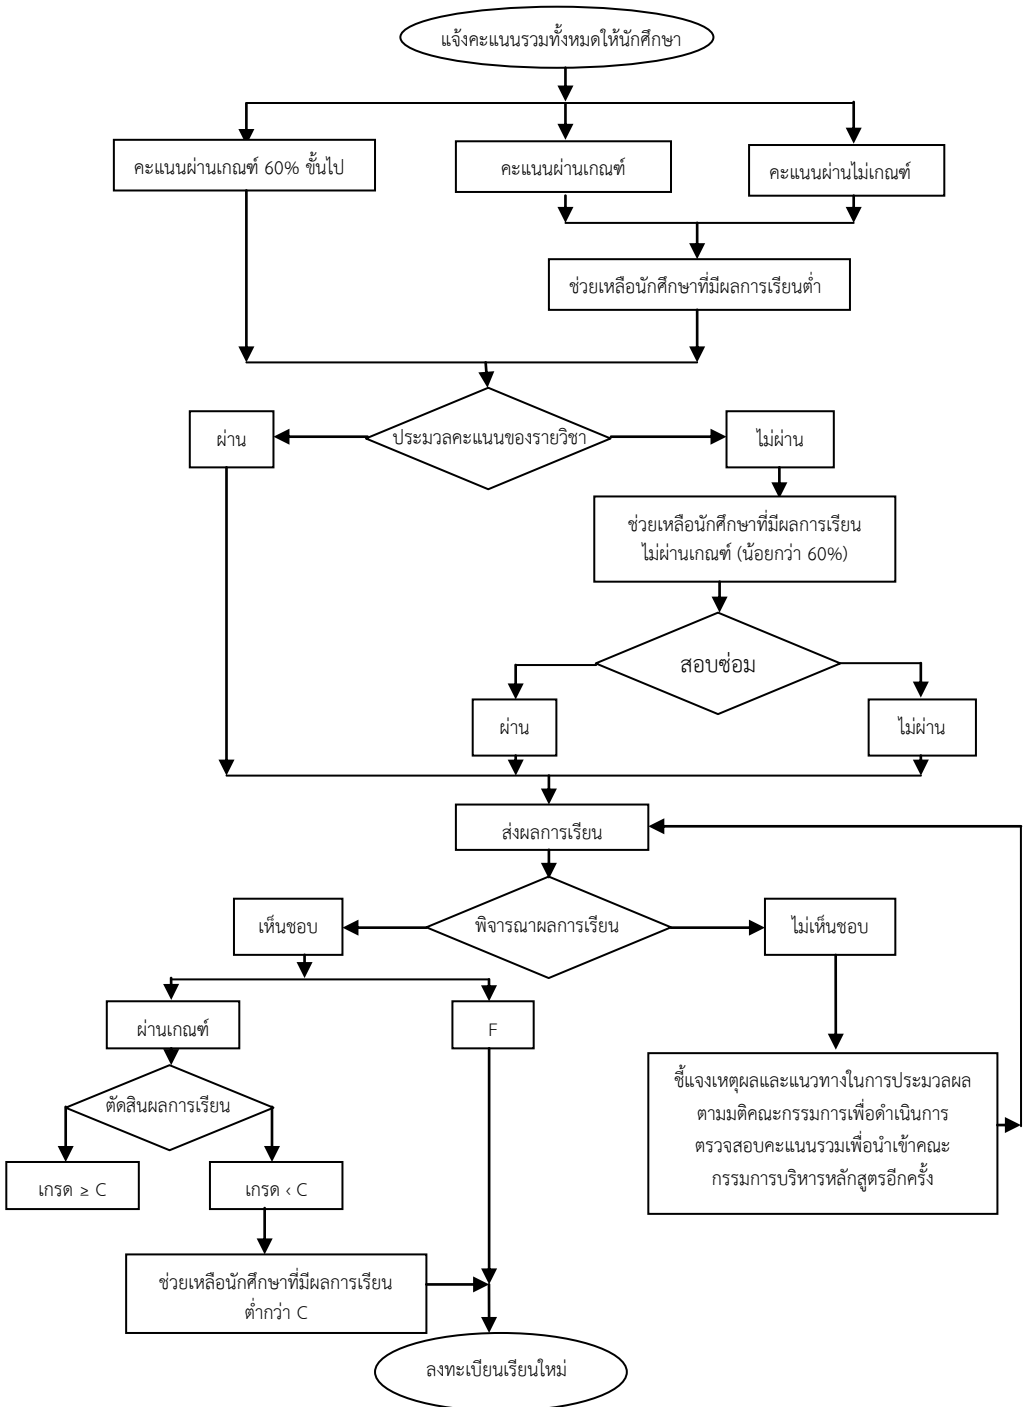 แจ้งคะแนนรวมทั้งหมดให้นักศึกษา
คะแนนผ่านเกณฑ์ 60% ขึ้นไป
คะแนนผ่านเกณฑ์
คะแนนผ่านไม่เกณฑ์
ช่วยเหลือนักศึกษาที่มีผลการเรียนต่ำ
ผ่าน
ประมวลคะแนนของรายวิชา
ไม่ผ่าน
ช่วยเหลือนักศึกษาที่มีผลการเรียน
ไม่ผ่านเกณฑ์ (น้อยกว่า 60%)
สอบซ่อม
ผ่าน
ไม่ผ่าน
ส่งผลการเรียน
เห็นชอบ
พิจารณาผลการเรียน
ไม่เห็นชอบ
ผ่านเกณฑ์
F
ตัดสินผลการเรียน
ชี้แจงเหตุผลและแนวทางในการประมวลผล
ตามมติคณะกรรมการเพื่อดำเนินการ
ตรวจสอบคะแนนรวมเพื่อนำเข้าคณะ
กรรมการบริหารหลักสูตรอีกครั้ง
เกรด ≥ C
เกรด < C
ช่วยเหลือนักศึกษาที่มีผลการเรียน
ต่ำกว่า C
ลงทะเบียนเรียนใหม่